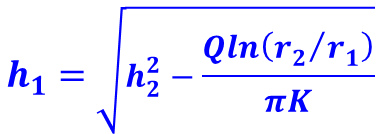 h₁ = √(h₂² − Qln(r₂/r₁)/πK)